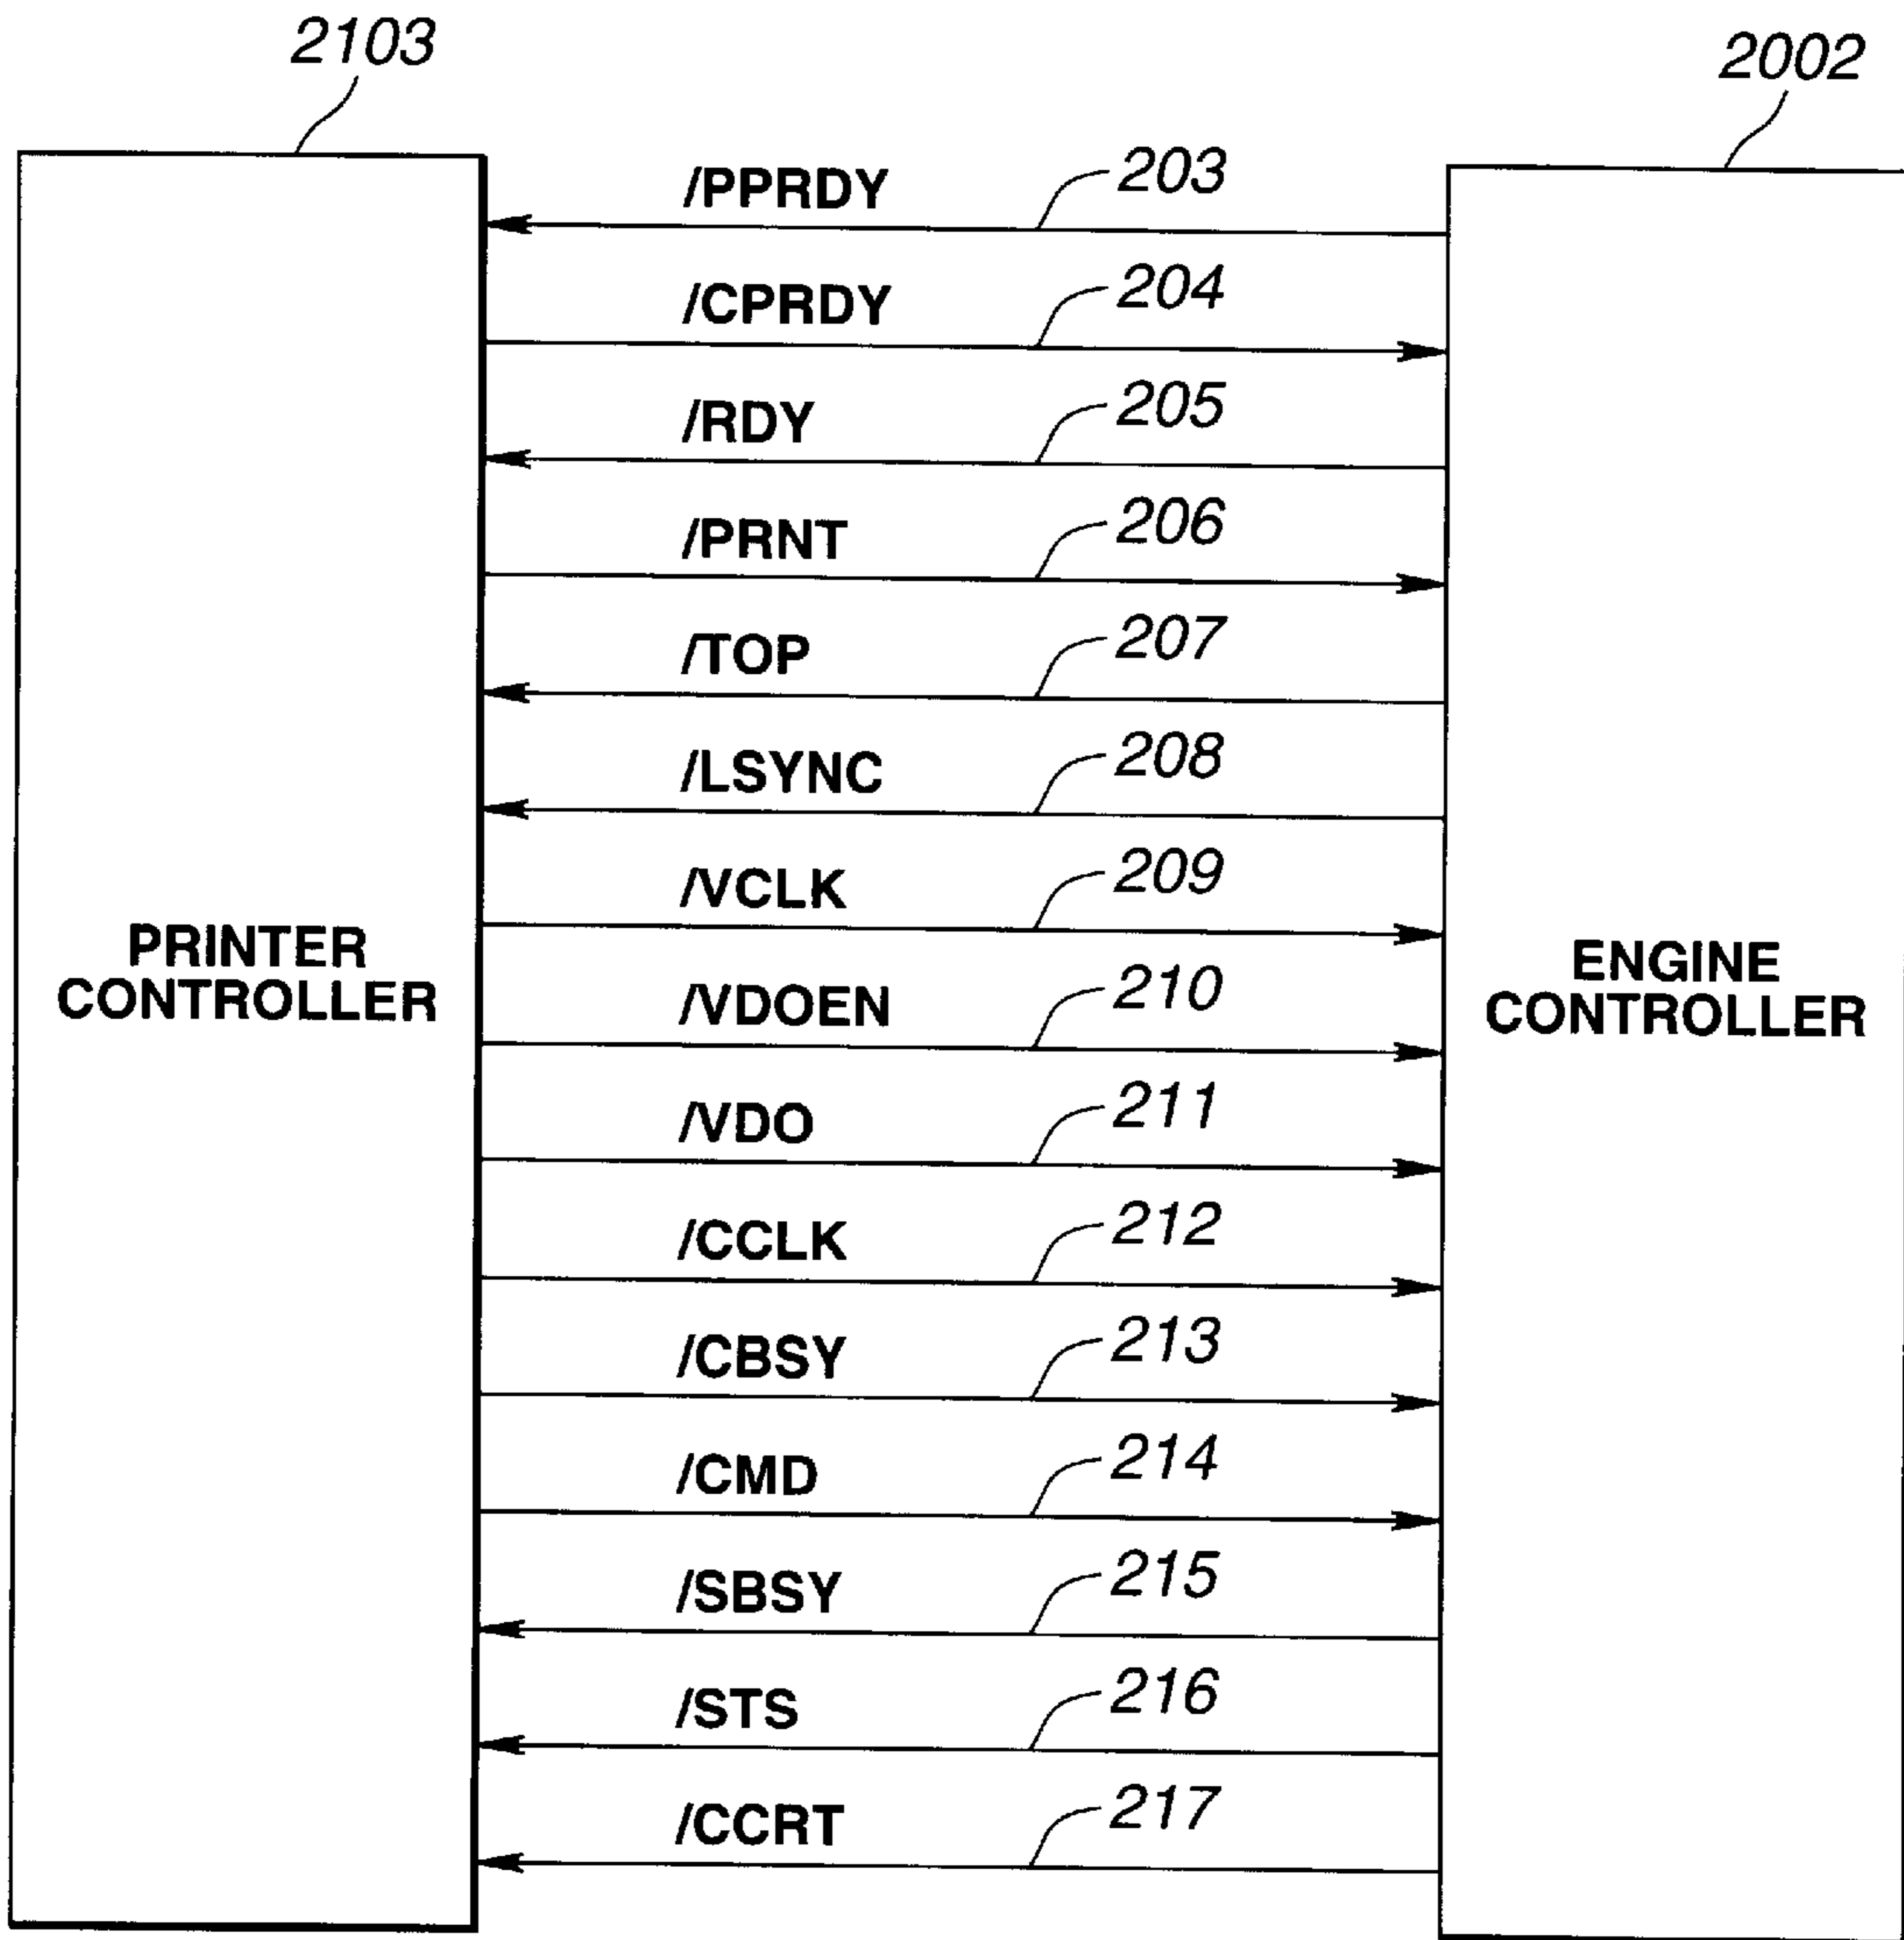 2103
2002
/PPRDY 203
/CPRDY 204
/RDY 205
/PRNT 206
/TOP 207
/LSYNC 208
/VCLK 209
/VDOEN 210
/VDO 211
/CCLK 212
/CBSY 213
/CMD 214
/SBSY 215
/STS 216
/CCRT 217
PRINTER
CONTROLLER
ENGINE
CONTROLLER